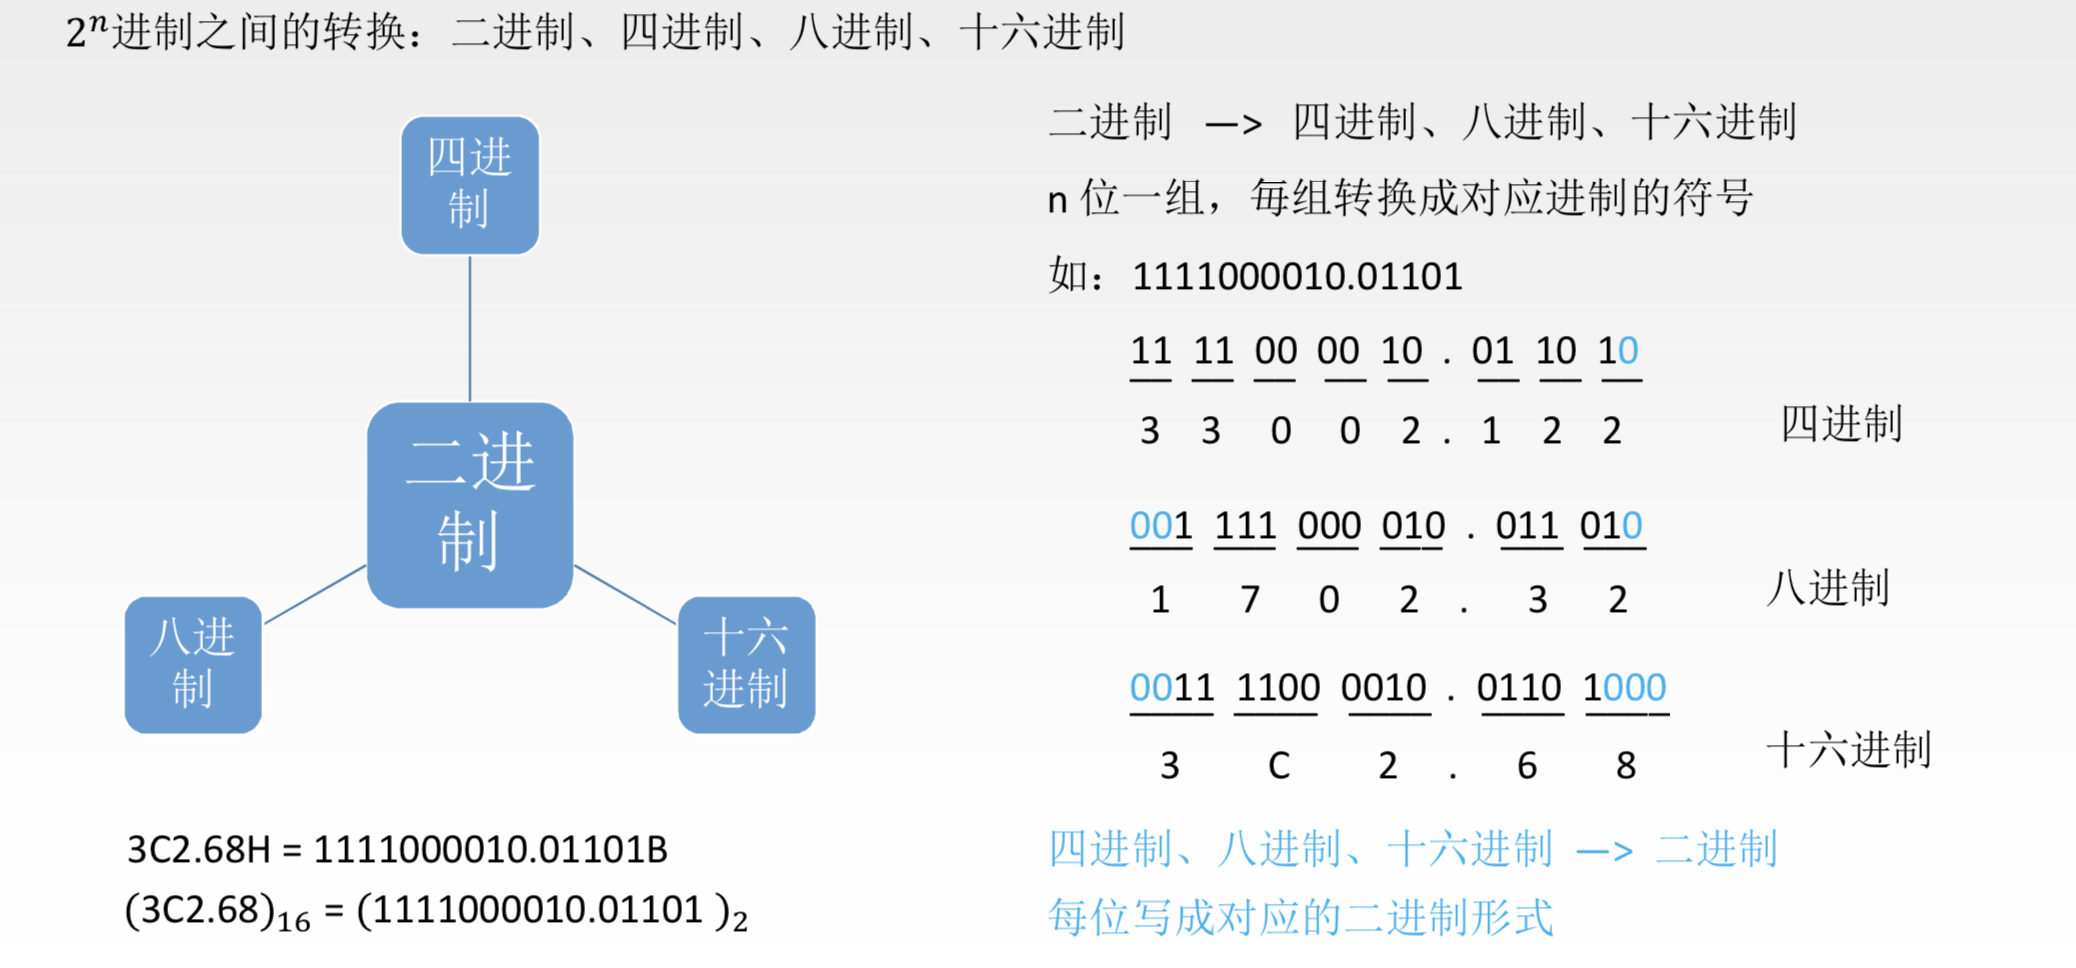 2ⁿ进制之间的转换：二进制、四进制、八进制、十六进制
四进
制
二进
制
八进
制
十六
进制
3C2.68H = 1111000010.01101B
(3C2.68)₁₆ = (1111000010.01101 )₂
二进制 —> 四进制、八进制、十六进制
n 位一组，每组转换成对应进制的符号
如：1111000010.01101
11 11 00 00 10 . 01 10 10
3 3 0 0 2 . 1 2 2 四进制
001 111 000 010 . 011 010
1 7 0 2 . 3 2 八进制
0011 1100 0010 . 0110 1000
3 C 2 . 6 8 十六进制
四进制、八进制、十六进制 —> 二进制
每位写成对应的二进制形式